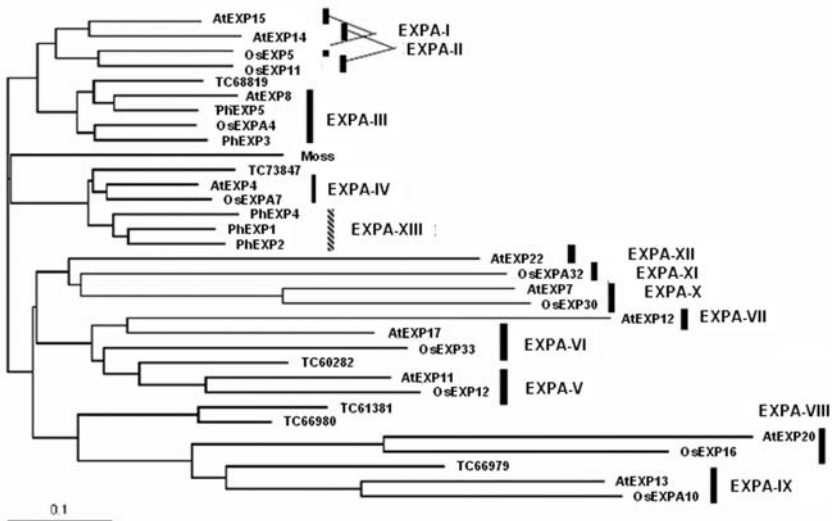 AtEXP15
AtEXP14
EXPA-I
OsEXP5
EXPA-II
OsEXP11
TC68819
AtEXP8
PhEXP5
OsEXPA4
EXPA-III
PhEXP3
Moss
TC73847
AtEXP4
EXPA-IV
OsEXPA7
PhEXP4
PhEXP1
EXPA-XIII
PhEXP2
AtEXP22
EXPA-XII
OsEXPA32
EXPA-XI
AtEXP7
EXPA-X
OsEXP30
AtEXP12
EXPA-VII
AtEXP17
OsEXP33
EXPA-VI
TC60282
AtEXP11
EXPA-V
OsEXP12
TC61381
EXPA-VIII
TC66980
AtEXP20
OsEXP16
TC66979
AtEXP13
EXPA-IX
OsEXPA10
0.1